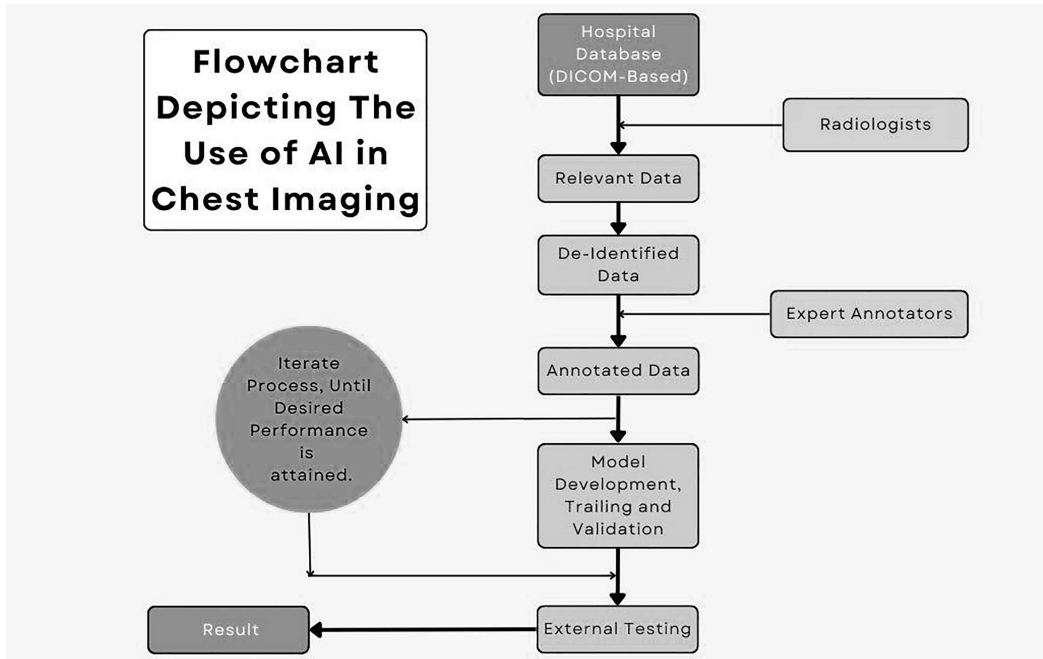 Flowchart
Depicting The
Use of AI in
Chest Imaging
Hospital
Database
(DICOM-Based)
Radiologists
Relevant Data
De-Identified
Data
Expert Annotators
Annotated Data
Iterate
Process, Until
Desired
Performance
is
attained.
Model
Development,
Trailing and
Validation
External Testing
Result